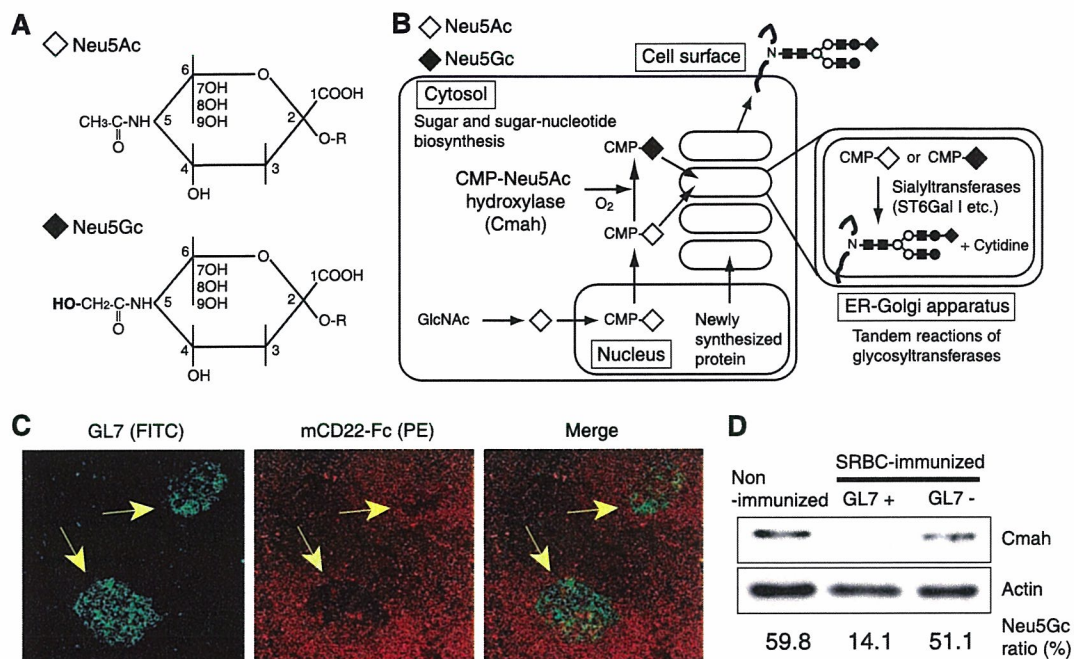 A
Neu5Ac
6
O
7OH
8OH
9OH
1COOH
CH3-C-NH
O
5
2
O-R
4
3
OH
Neu5Gc
6
O
7OH
8OH
9OH
1COOH
HO-CH2-C-NH
O
5
2
O-R
4
3
OH
B
Neu5Ac
Neu5Gc
Cell surface
N
Cytosol
Sugar and sugar-nucleotide
biosynthesis
CMP-
CMP-Neu5Ac
hydroxylase
(Cmah)
O2
CMP-
GlcNAc
CMP-
Nucleus
Newly
synthesized
protein
CMP- or CMP-
Sialyltransferases
(ST6Gal I etc.)
N
+ Cytidine
ER-Golgi apparatus
Tandem reactions of
glycosyltransferases
C
GL7 (FITC)
mCD22-Fc (PE)
Merge
D
SRBC-immunized
Non
-immunized
GL7 +
GL7 -
Cmah
Actin
59.8
14.1
51.1
Neu5Gc
ratio (%)